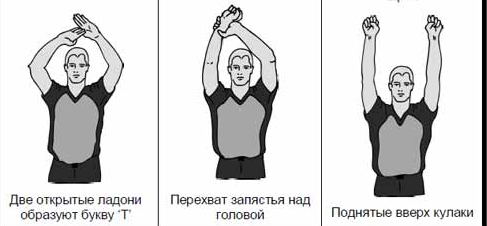 Две открытые ладони
образуют букву 'Т'
Перехват запястья над
головой
Поднятые вверх кулаки